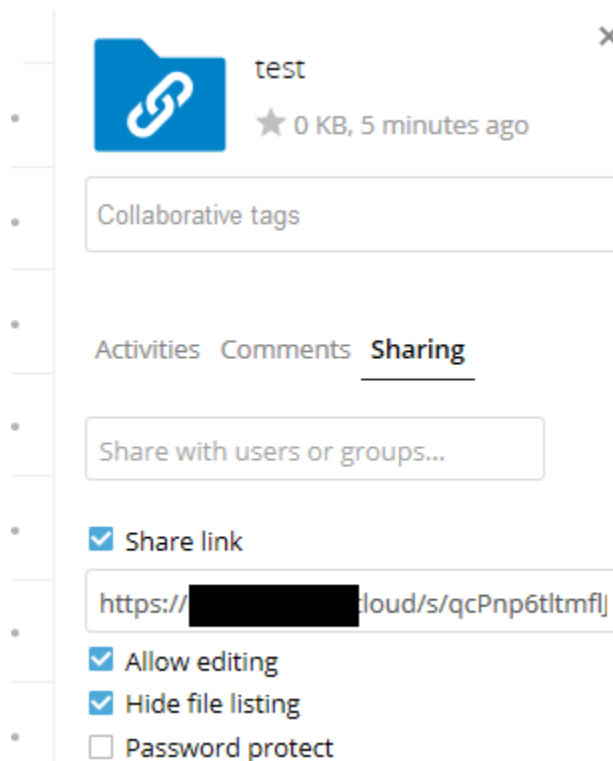 test
0 KB, 5 minutes ago
Collaborative tags
Activities Comments Sharing
Share with users or groups...
Share link
https:// cloud/s/qcPnp6tltmflJ
Allow editing
Hide file listing
Password protect